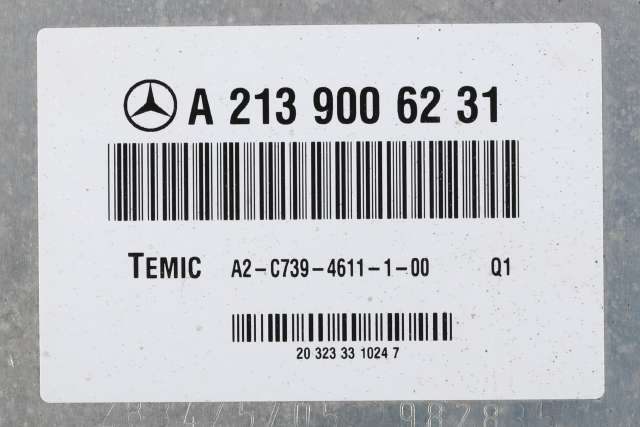 A 213 900 62 31
TEMIC A2-C739-4611-1-00 Q1
20 323 33 1024 7